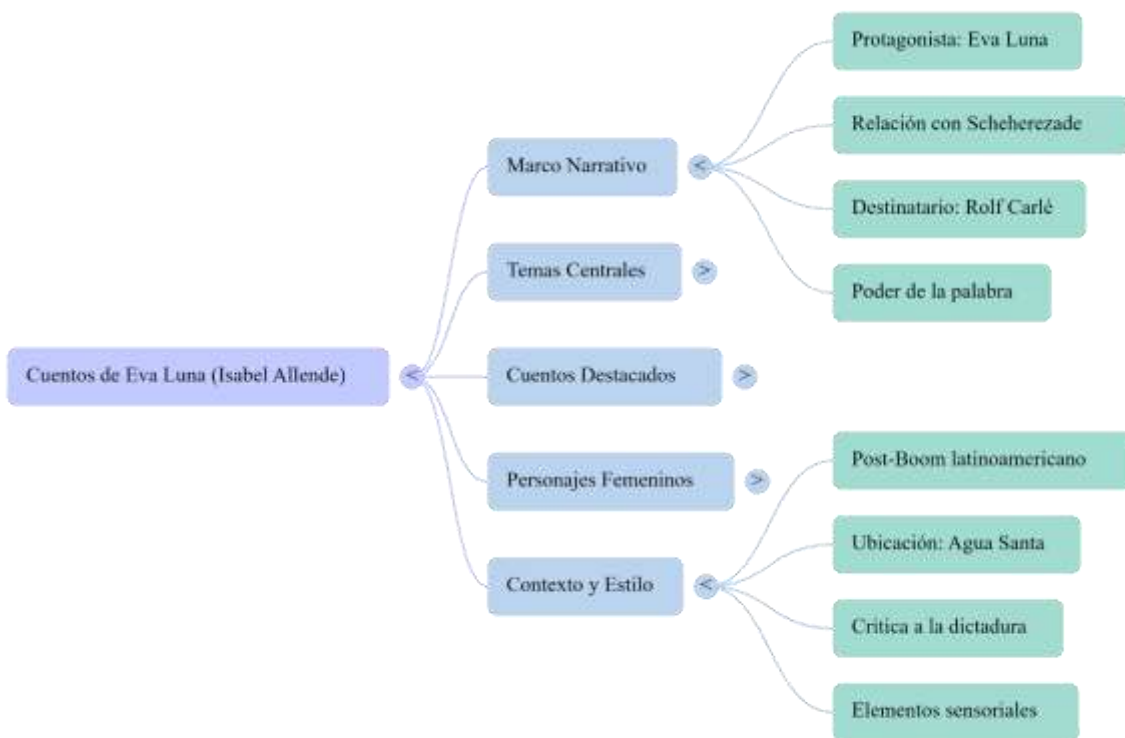 Cuentos de Eva Luna (Isabel Allende)
<
Marco Narrativo
<
Protagonista: Eva Luna
Relación con Scheherezade
Destinatario: Rolf Carlé
Poder de la palabra
Temas Centrales
>
Cuentos Destacados
>
Personajes Femeninos
>
Contexto y Estilo
<
Post-Boom latinoamericano
Ubicación: Agua Santa
Crítica a la dictadura
Elementos sensoriales